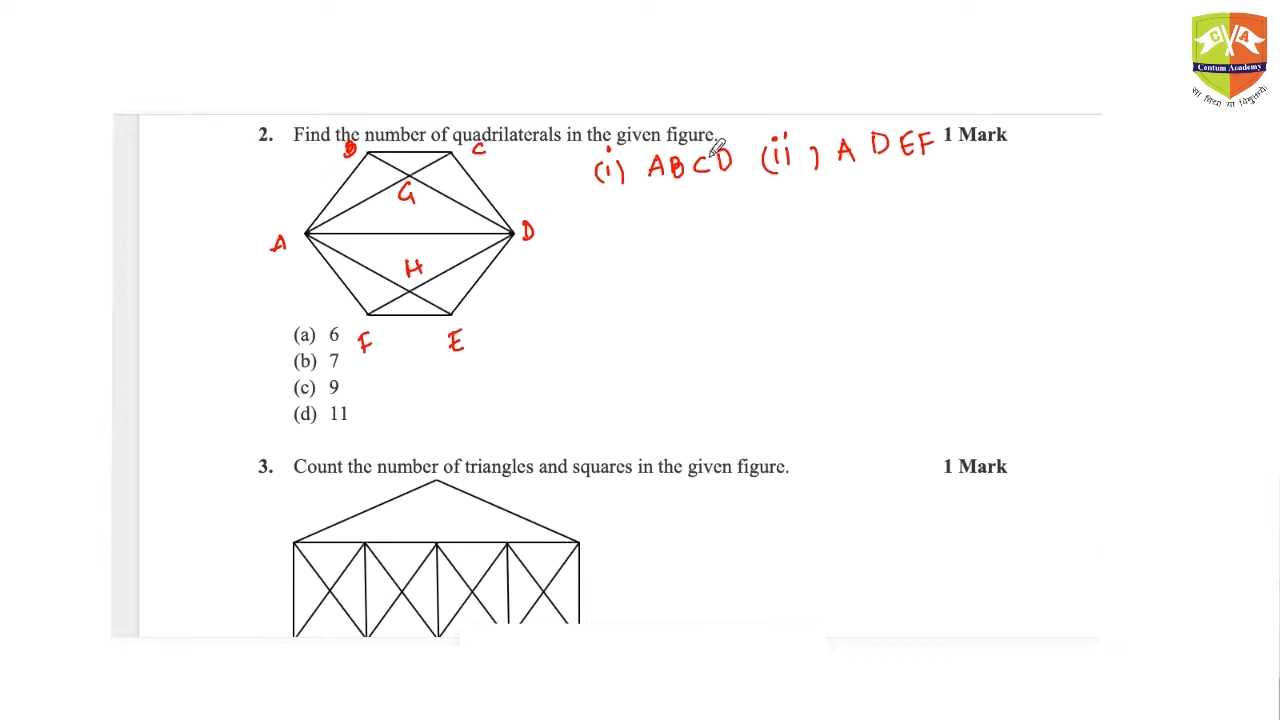 C A
Centum Academy
सा विद्या या विमुक्तये
2. Find the number of quadrilaterals in the given figure. 1 Mark
(i) ABCD (ii) ADEF
B C
G
A D
H
(a) 6
F E
(b) 7
(c) 9
(d) 11
3. Count the number of triangles and squares in the given figure. 1 Mark